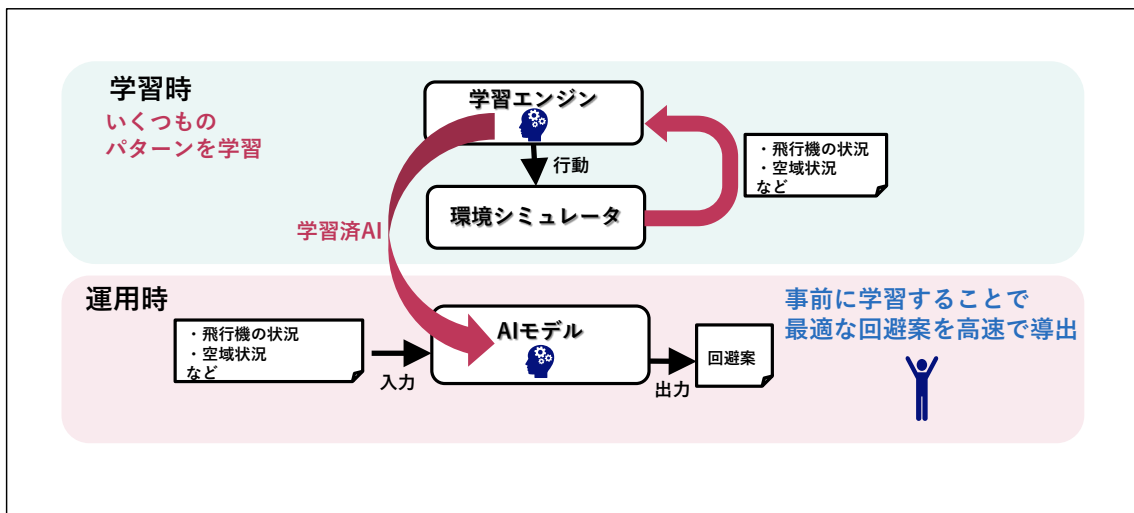 学習時
いくつもの
パターンを学習
学習エンジン
行動
環境シミュレータ
・飛行機の状況
・空域状況
など
学習済AI
運用時
・飛行機の状況
・空域状況
など
入力
AIモデル
出力
回避案
事前に学習することで
最適な回避案を高速で導出